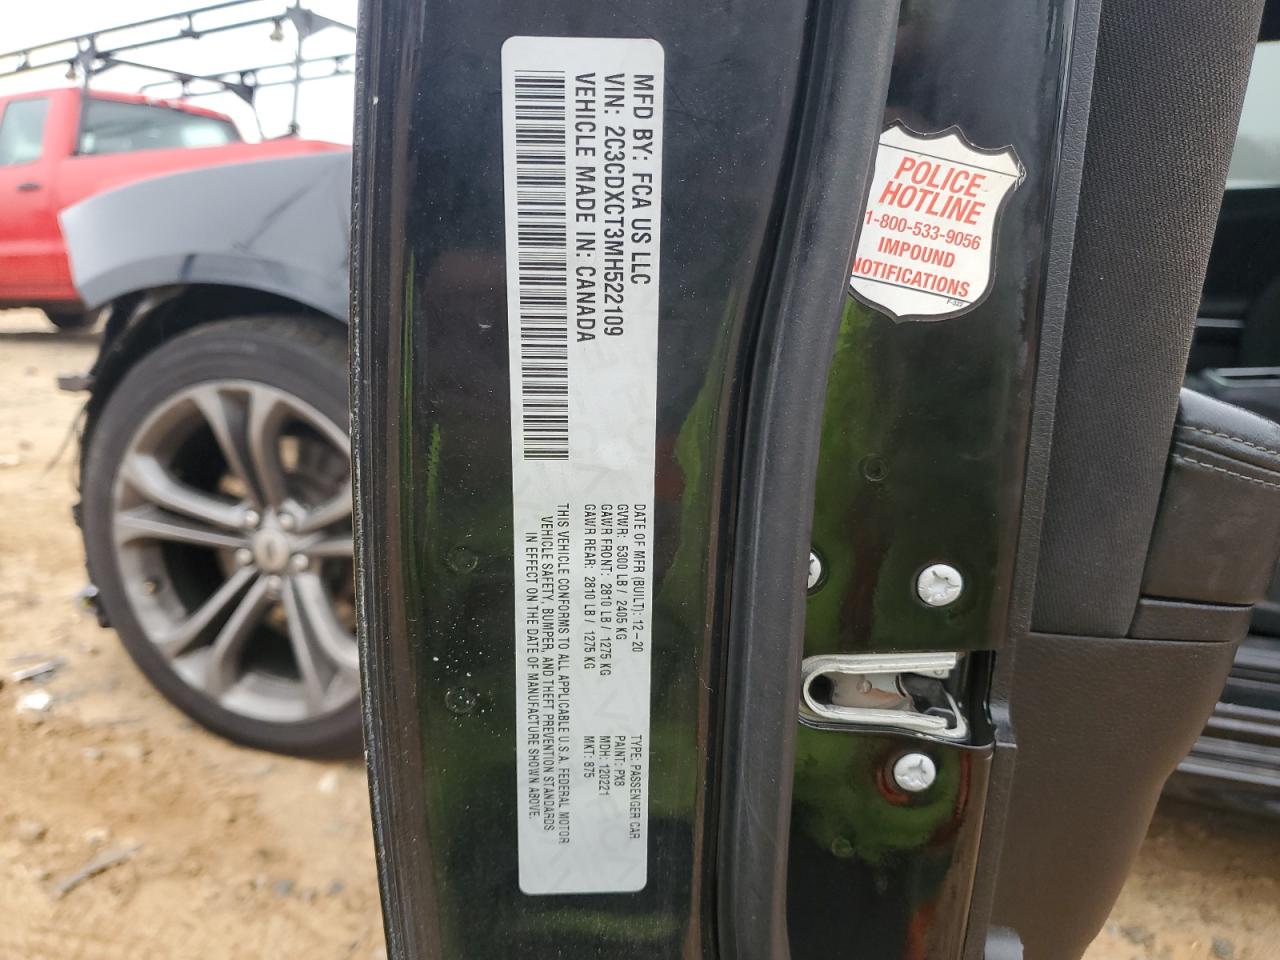 MFD BY: FCA US LLC
VIN: 2C3CDXCT3MH522109
VEHICLE MADE IN: CANADA
DATE OF MFR (BUILT): 12-20
GVWR: 5300 LB / 2405 KG
GAWR FRONT: 2810 LB / 1275 KG
GAWR REAR: 2810 LB / 1275 KG
TYPE: PASSENGER CAR
PAINT: PX8
MDH: 120221
MKT: 875
THIS VEHICLE CONFORMS TO ALL APPLICABLE U.S.A. FEDERAL MOTOR
VEHICLE SAFETY, BUMPER, AND THEFT PREVENTION STANDARDS
IN EFFECT ON THE DATE OF MANUFACTURE SHOWN ABOVE.
POLICE
HOTLINE
1-800-533-9056
IMPOUND
NOTIFICATIONS